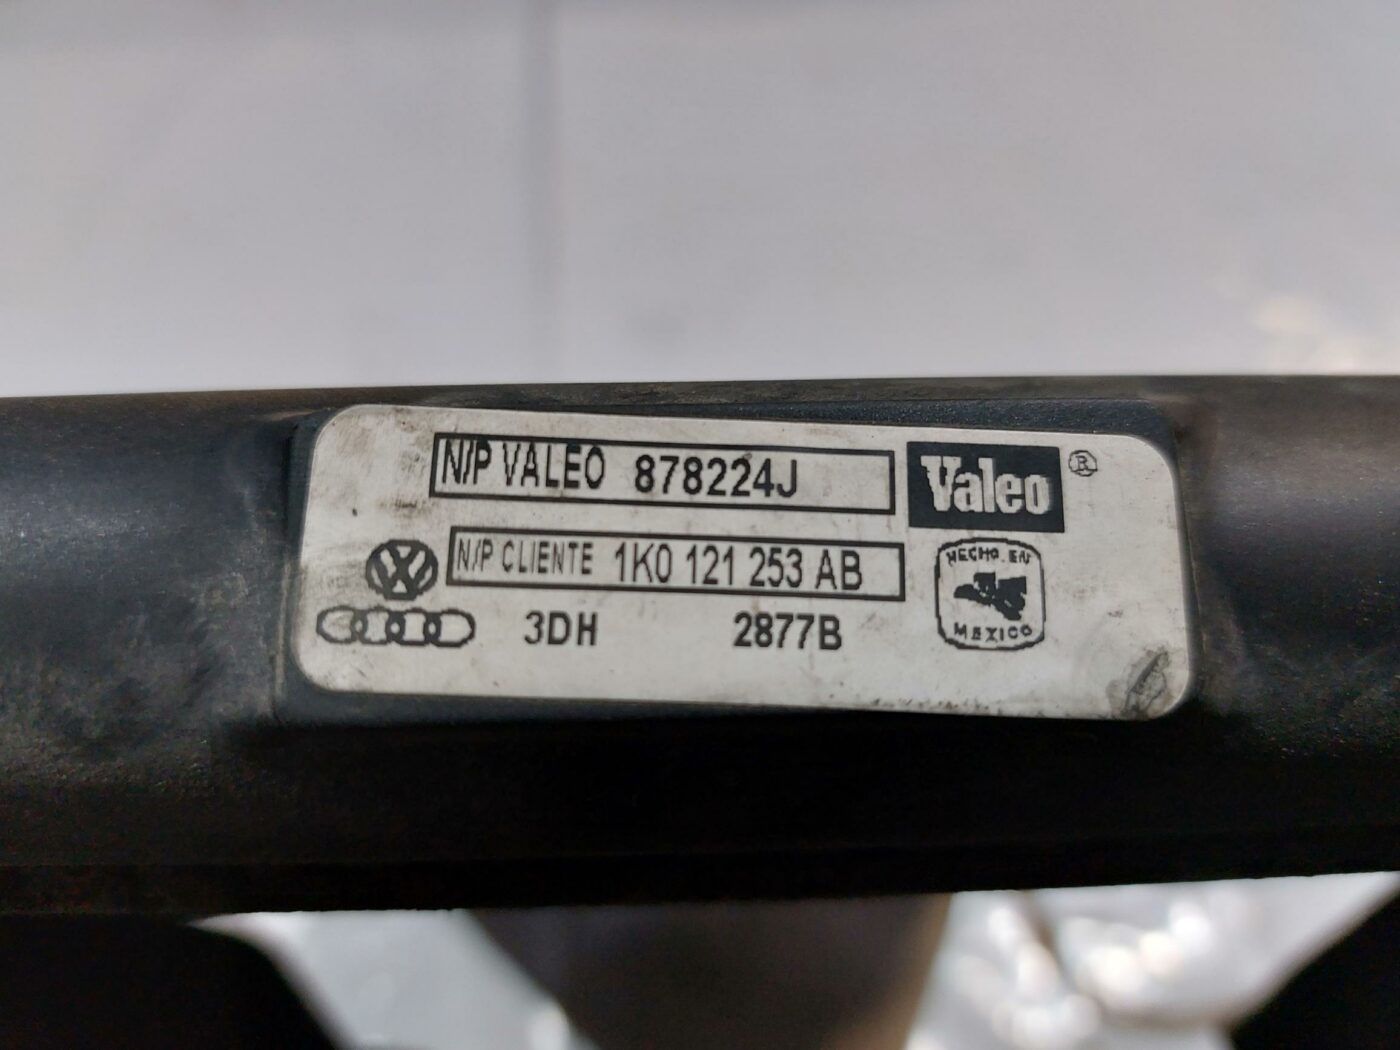 N/P VALEO 878224J
Valeo ®
N/P CLIENTE 1K0 121 253 AB
HECHO EN
MEXICO
3DH 2877B